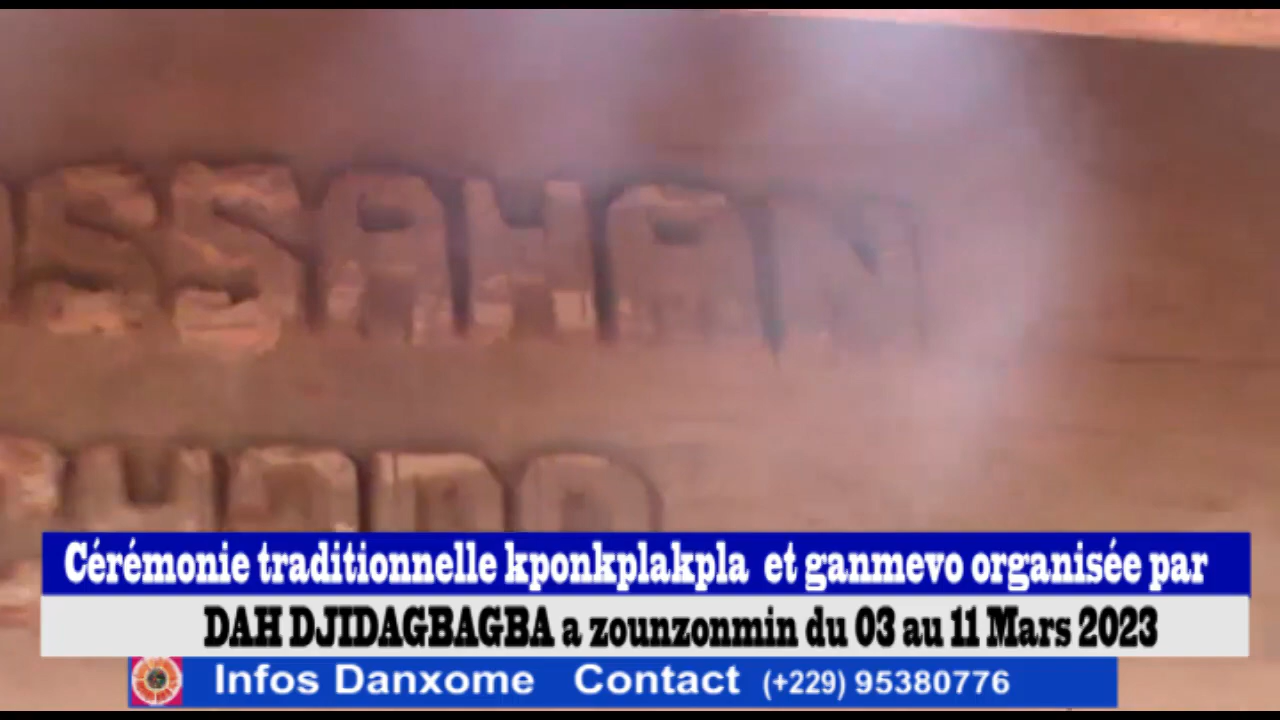 ASSAHAN
Cérémonie traditionnelle kponkplakpla et ganmevo organisée par
DAH DJIDAGBAGBA a zounzonmin du 03 au 11 Mars 2023
Infos Danxome Contact (+229) 95380776